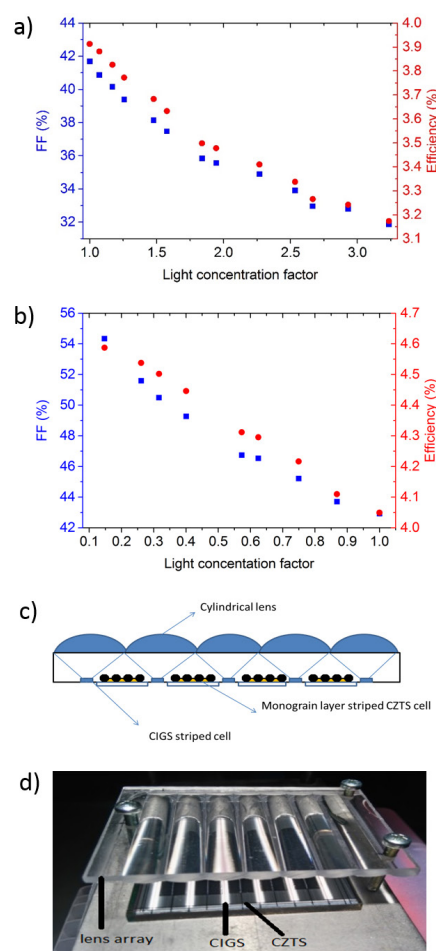 a)
44
42
40
38
36
34
32
FF (%)
4.0
3.9
3.8
3.7
3.6
3.5
3.4
3.3
3.2
3.1
Efficiency (%)
1.0 1.5 2.0 2.5 3.0
Light concentration factor
b)
56
54
52
50
48
46
44
42
FF (%)
4.7
4.6
4.5
4.4
4.3
4.2
4.1
4.0
Efficiency (%)
0.1 0.2 0.3 0.4 0.5 0.6 0.7 0.8 0.9 1.0
Light concentation factor
c)
Cylindrical lens
Monograin layer striped CZTS cell
CIGS striped cell
d)
lens array
CIGS
CZTS